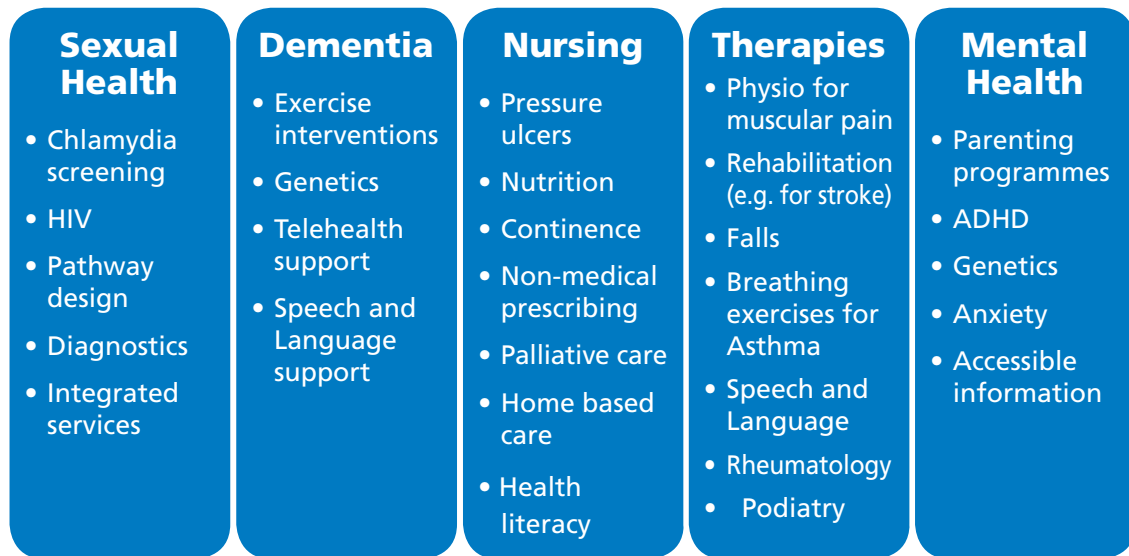 Sexual
Health
• Chlamydia
screening
• HIV
• Pathway
design
• Diagnostics
• Integrated
services
Dementia
• Exercise
interventions
• Genetics
• Telehealth
support
• Speech and
Language
support
Nursing
• Pressure
ulcers
• Nutrition
• Continence
• Non-medical
prescribing
• Palliative care
• Home based
care
• Health
literacy
Therapies
• Physio for
muscular pain
• Rehabilitation
(e.g. for stroke)
• Falls
• Breathing
exercises for
Asthma
• Speech and
Language
• Rheumatology
• Podiatry
Mental
Health
• Parenting
programmes
• ADHD
• Genetics
• Anxiety
• Accessible
information